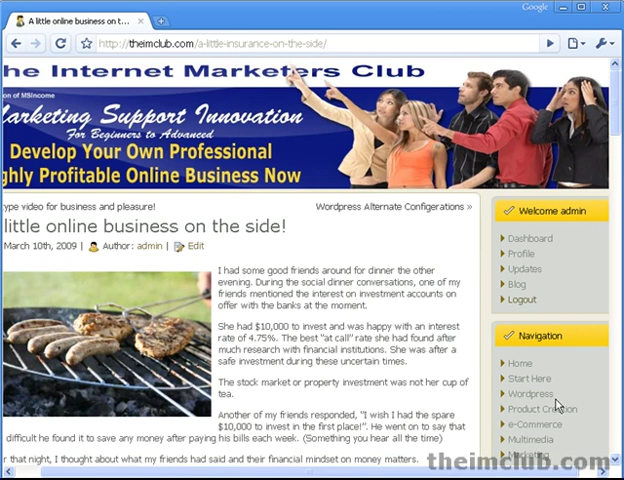 Google
A little online business on t...
http://theimclub.com/a-little-insurance-on-the-side/
he Internet Marketers Club
ion of MSIncome
Marketing Support Innovation
For Beginners to Advanced
Develop Your Own Professional
ghly Profitable Online Business Now
type video for business and pleasure!
Wordpress Alternate Configerations »
little online business on the side!
March 10th, 2009 | Author: admin | Edit
I had some good friends around for dinner the other
evening. During the social dinner conversations, one of my
friends mentioned the interest on investment accounts on
offer with the banks at the moment.
She had $10,000 to invest and was happy with an interest
rate of 4.75%. The best "at call" rate she had found after
much research with financial institutions. She was after a
safe investment during these uncertain times.
The stock market or property investment was not her cup of
tea.
Another of my friends responded, "I wish I had the spare
$10,000 to invest in the first place!". He went on to say that
difficult he found it to save any money after paying his bills each week. (Something you hear all the time)
r that night, I thought about what my friends had said and their financial mindset on money matters.
Welcome admin
Dashboard
Profile
Updates
Blog
Logout
Navigation
Home
Start Here
Wordpress
Product Creation
e-Commerce
Multimedia
Marketing
theimclub.com